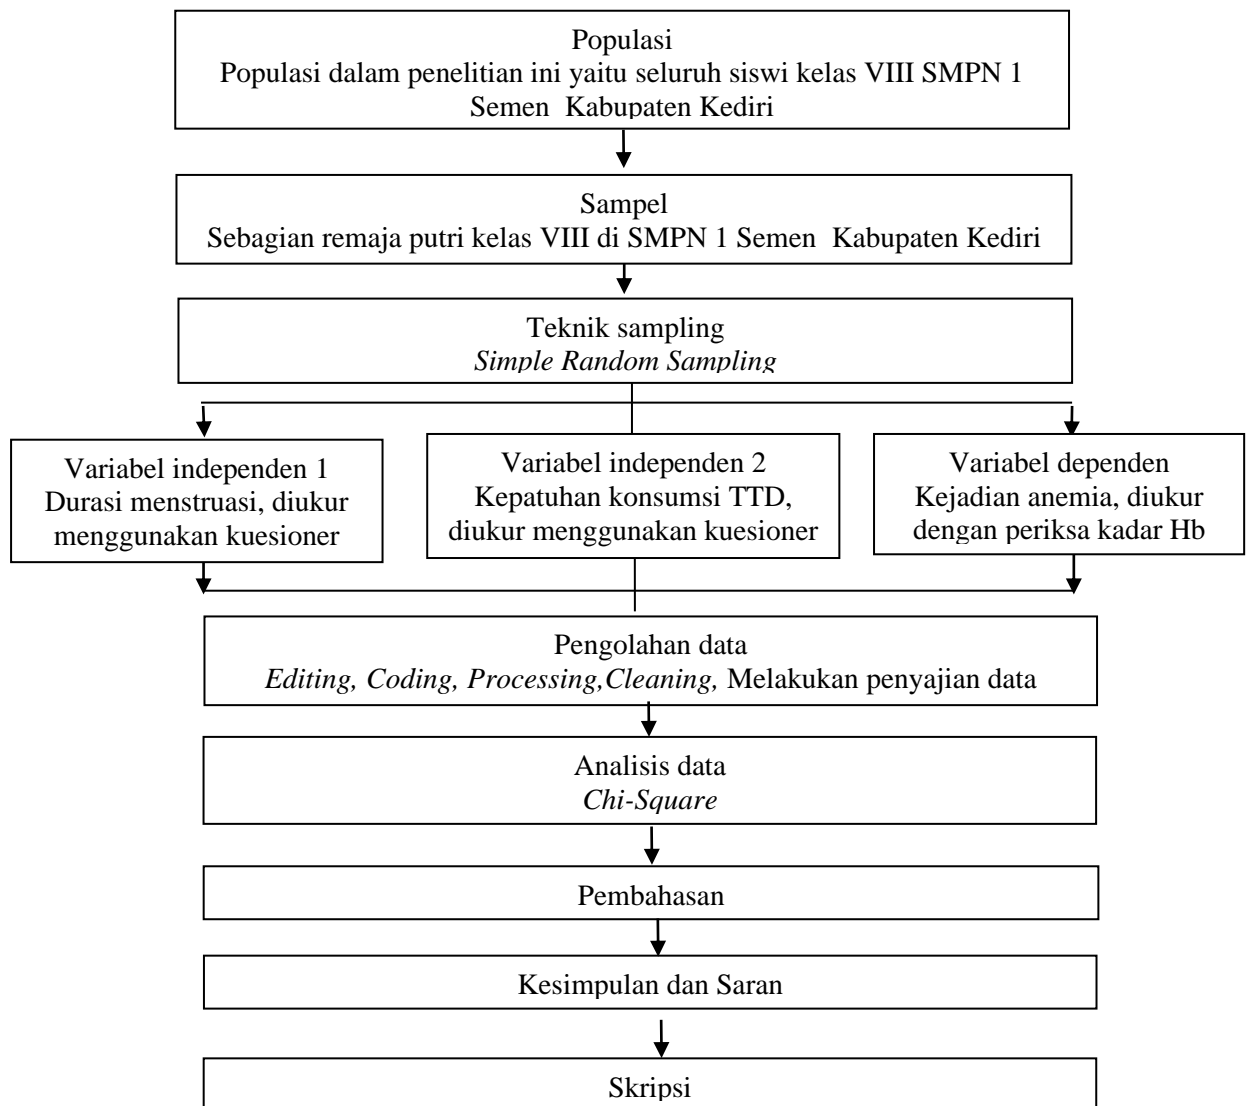 Populasi
Populasi dalam penelitian ini yaitu seluruh siswi kelas VIII SMPN 1
Semen  Kabupaten Kediri
Sampel
Sebagian remaja putri kelas VIII di SMPN 1 Semen  Kabupaten Kediri
Teknik sampling
Simple Random Sampling
Variabel independen 1
Durasi menstruasi, diukur
menggunakan kuesioner
Variabel independen 2
Kepatuhan konsumsi TTD,
diukur menggunakan kuesioner
Variabel dependen
Kejadian anemia, diukur
dengan periksa kadar Hb
Pengolahan data
Editing, Coding, Processing,Cleaning, Melakukan penyajian data
Analisis data
Chi-Square
Pembahasan
Kesimpulan dan Saran
Skripsi